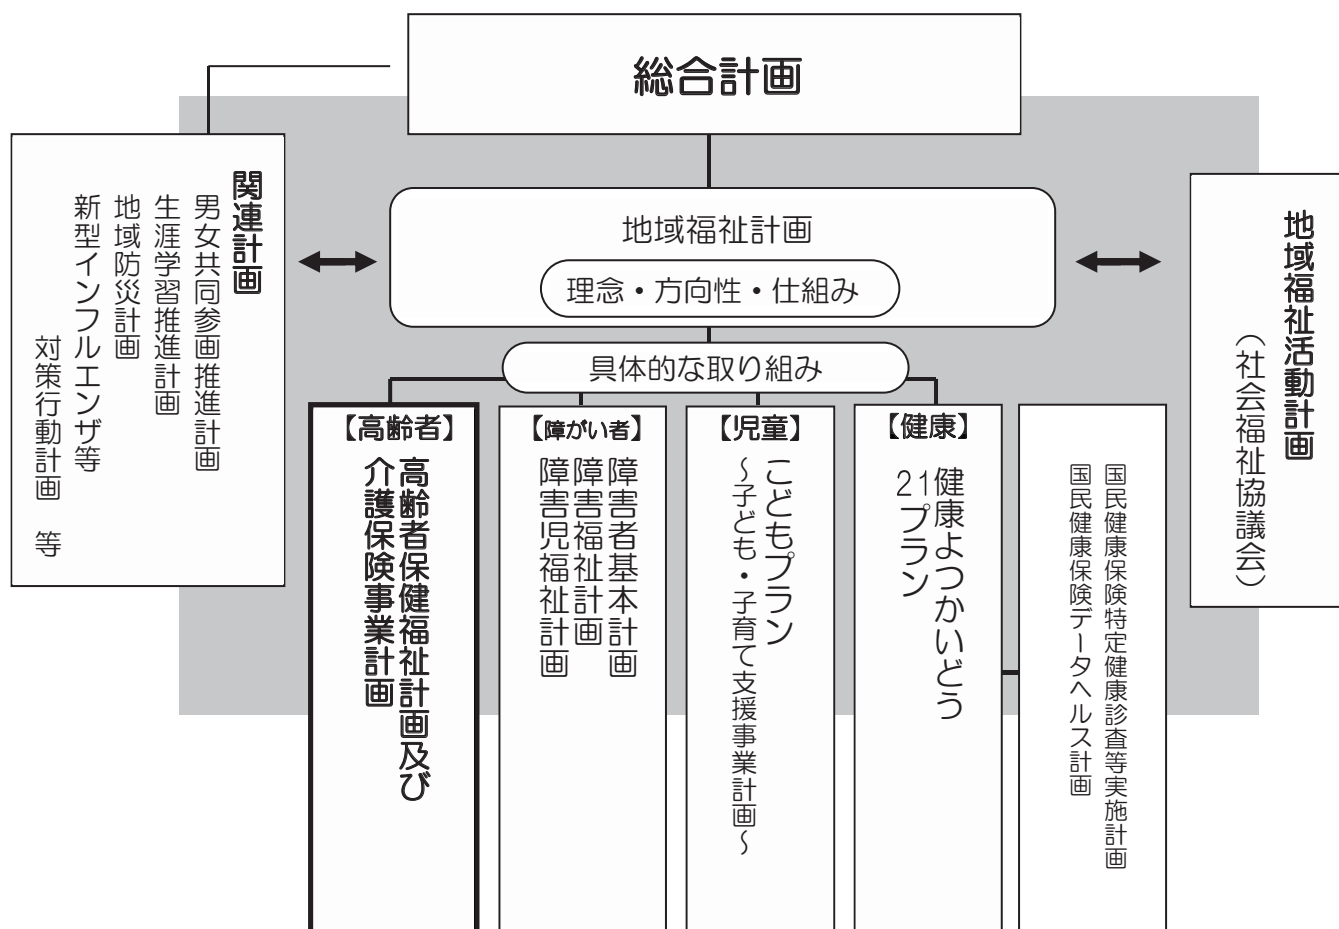 総合計画
関連計画
男女共同参画推進計画
生涯学習推進計画
地域防災計画
新型インフルエンザ等
対策行動計画 等
地域福祉計画
理念・方向性・仕組み
具体的な取り組み
地域福祉活動計画
（社会福祉協議会）
【高齢者】
高齢者保健福祉計画及び
介護保険事業計画
【障がい者】
障害者基本計画
障害福祉計画
障害児福祉計画
【児童】
こどもプラン
～子ども・子育て支援事業計画～
【健康】
健康よつかいどう
21プラン
国民健康保険特定健康診査等実施計画
国民健康保険データヘルス計画